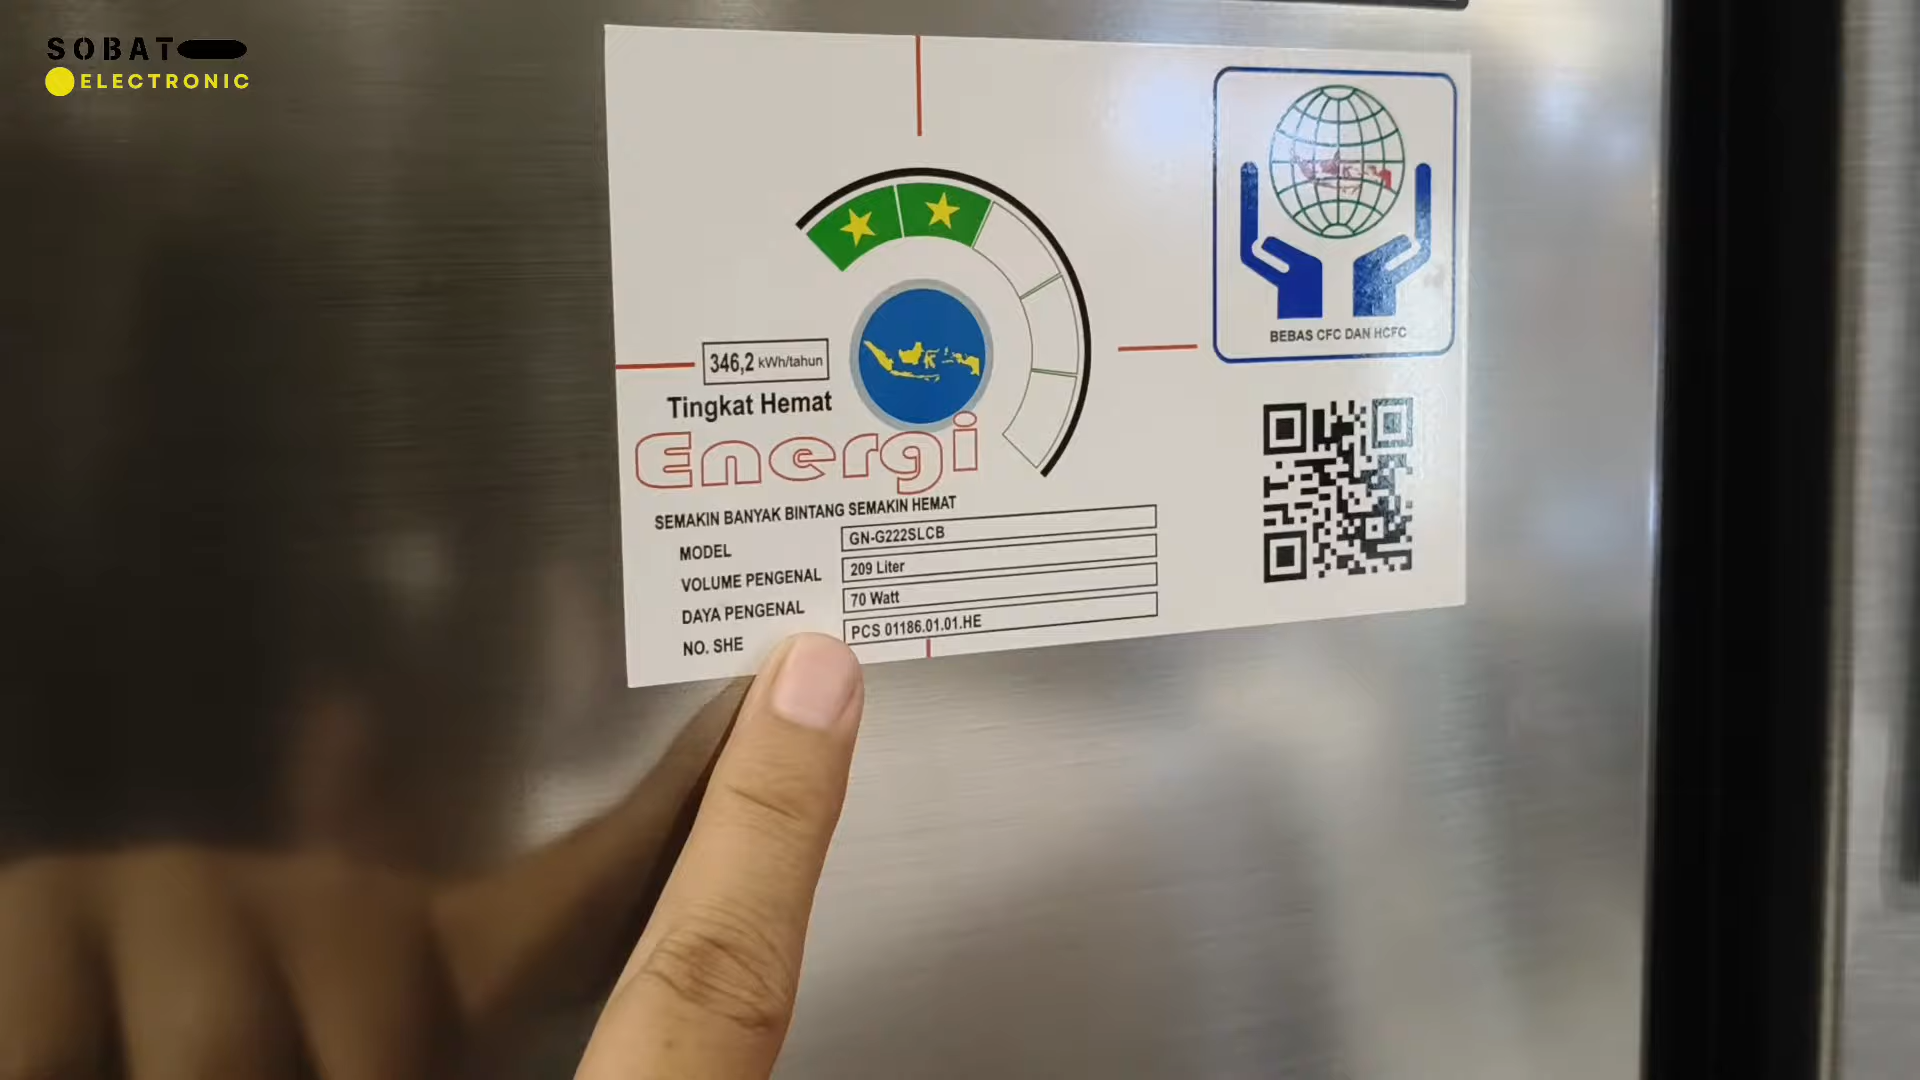 SOBAT
ELECTRONIC
BEBAS CFC DAN HCFC
346,2 kWh/tahun
Tingkat Hemat
Energi
SEMAKIN BANYAK BINTANG SEMAKIN HEMAT
MODEL GN-G222SLCB
VOLUME PENGENAL 209 Liter
DAYA PENGENAL 70 Watt
NO. SHE PCS 01186.01.01.HE